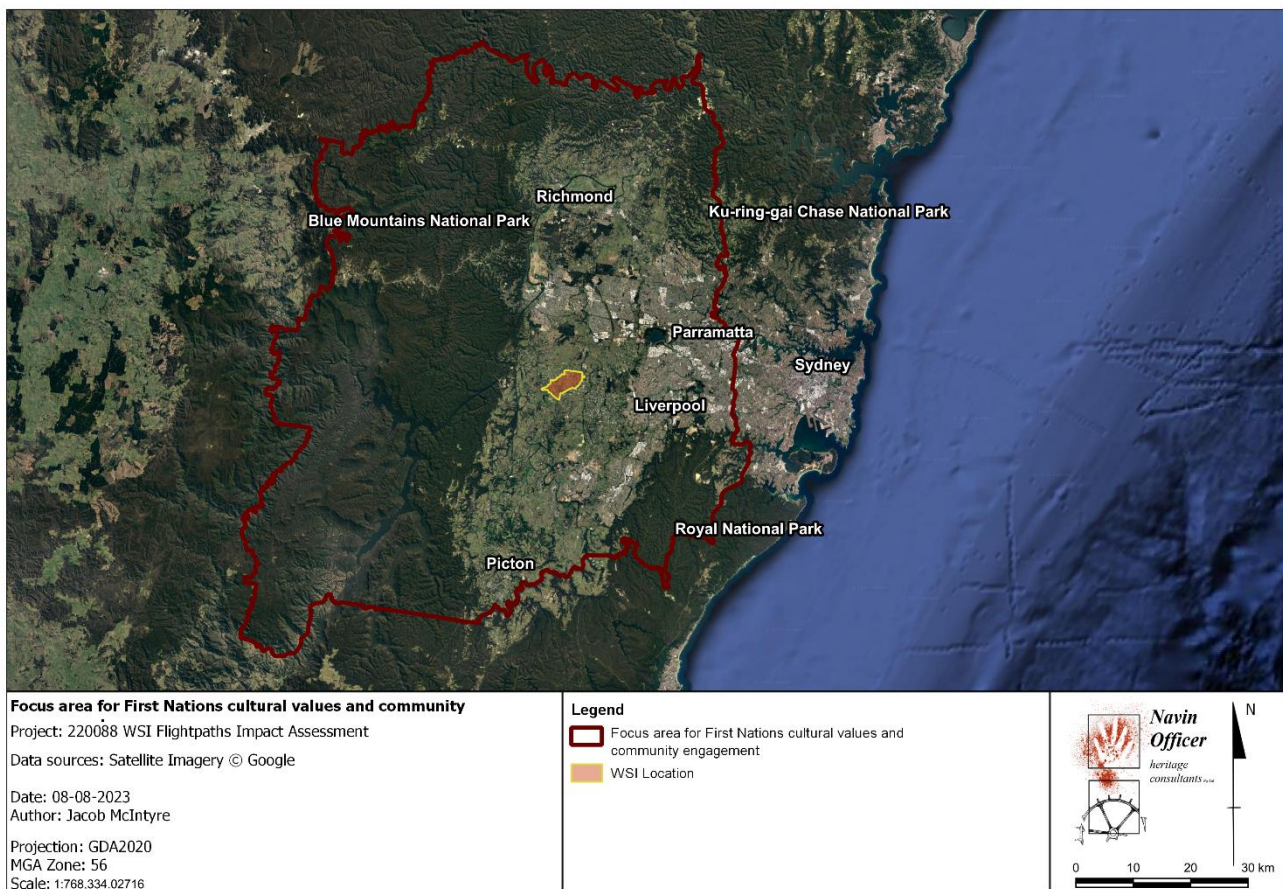 Richmond
Blue Mountains National Park
Ku-ring-gai Chase National Park
Parramatta
Sydney
Liverpool
Royal National Park
Picton
Focus area for First Nations cultural values and community
Project: 220088 WSI Flightpaths Impact Assessment
Data sources: Satellite Imagery © Google
Date: 08-08-2023
Author: Jacob McIntyre
Projection: GDA2020
MGA Zone: 56
Scale: 1:768.334.02716
Legend
Focus area for First Nations cultural values and
community engagement
WSI Location
Navin
Officer
heritage
consultants
N
0 10 20 30 km